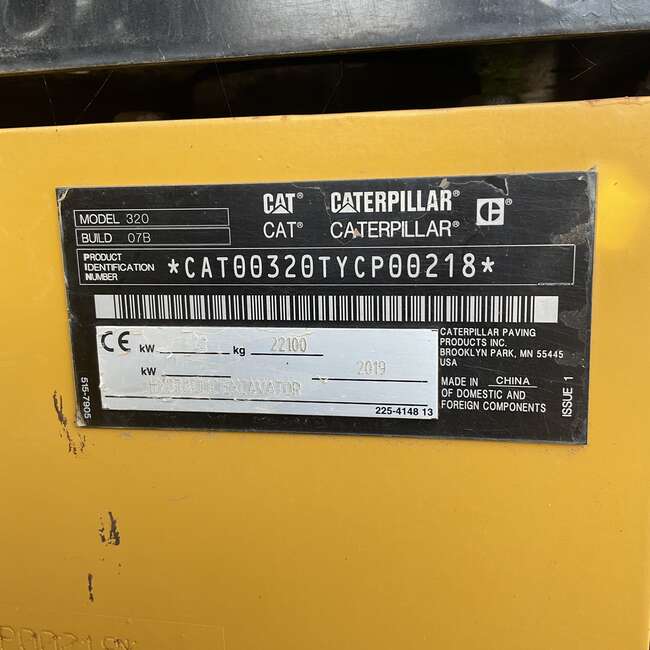 CAT® CATERPILLAR®
MODEL 320
CAT® CATERPILLAR®
BUILD 07B
PRODUCT IDENTIFICATION NUMBER
*CAT00320TYCP00218*
CE kW kg 22100
kW 2019
225-4148 13
515-7905
CATERPILLAR PAVING
PRODUCTS INC.
BROOKLYN PARK, MN 55445
USA
MADE IN CHINA
OF DOMESTIC AND
FOREIGN COMPONENTS
ISSUE 1